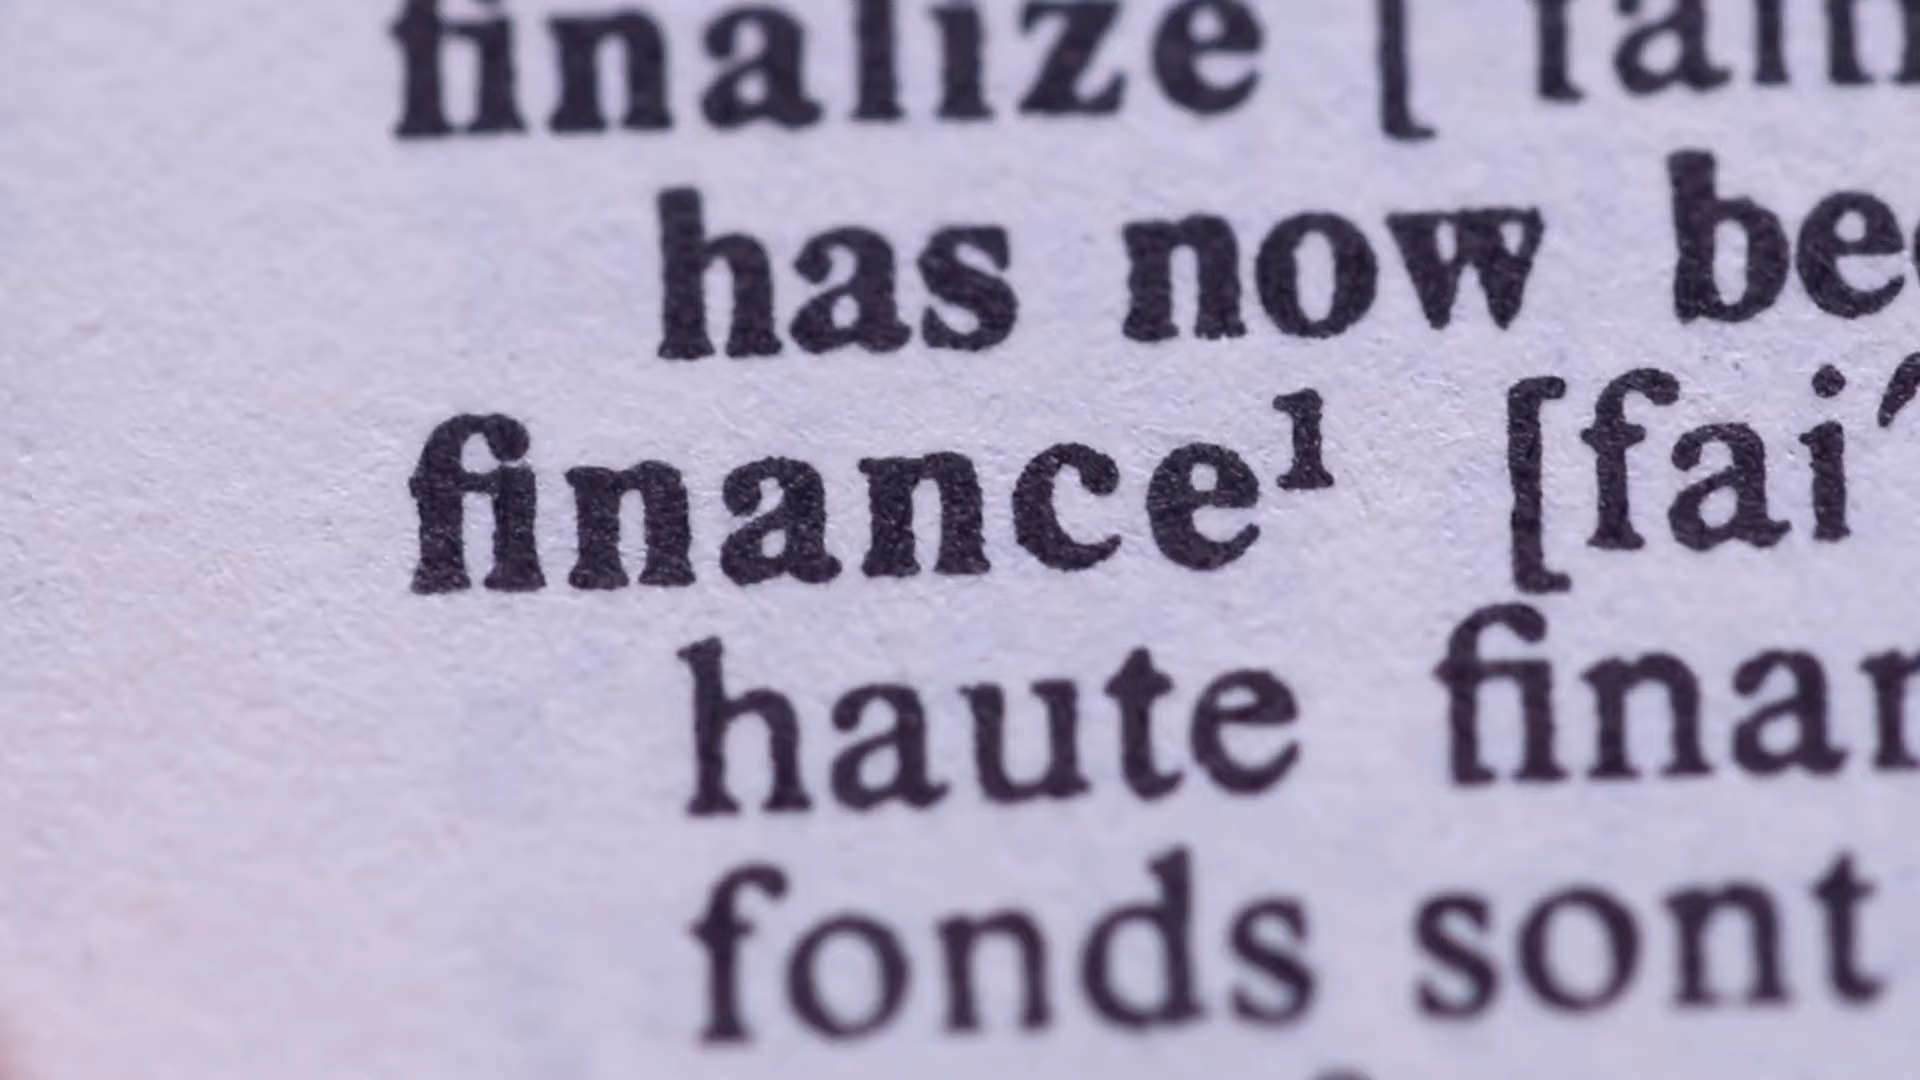 finalize [
has now
finance¹ [fai
haute
fonds sont